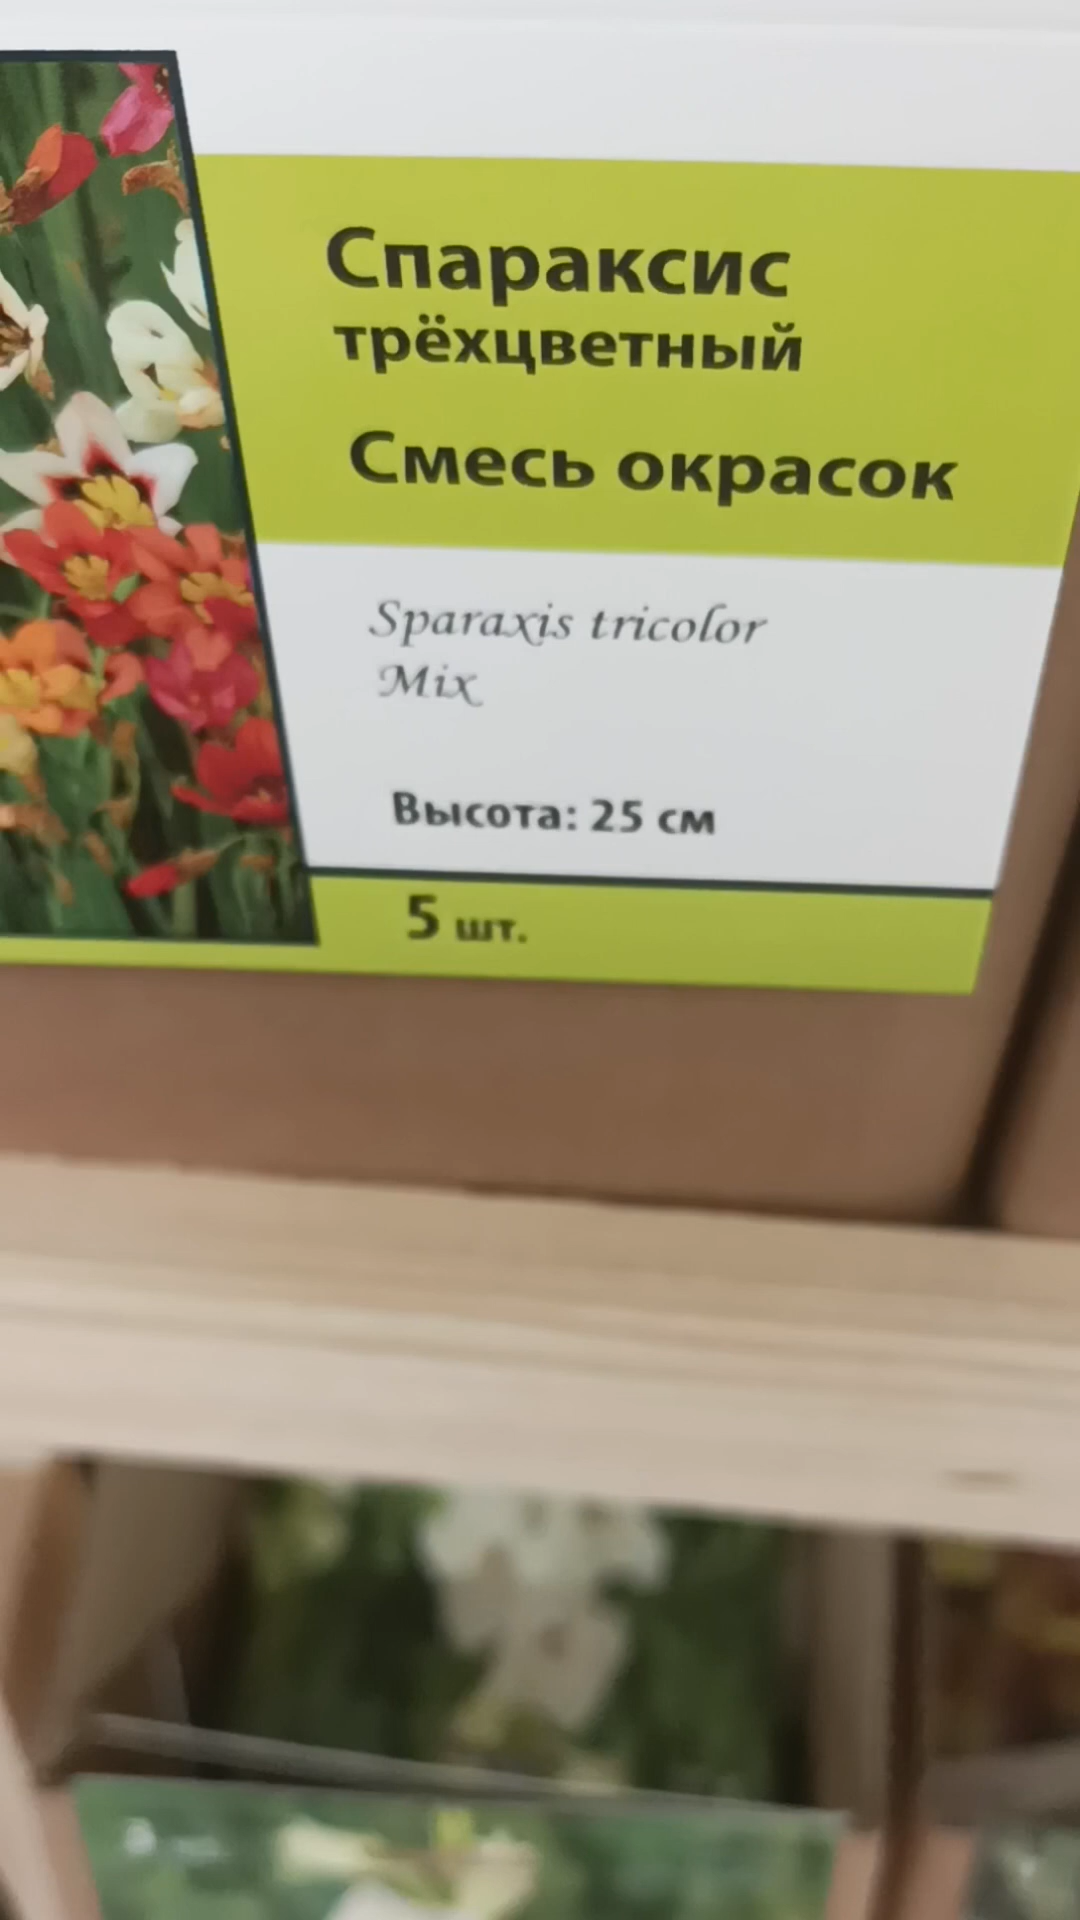 Спараксис
трёхцветный
Смесь окрасок
Sparaxis tricolor
Mix
Высота: 25 см
5 шт.